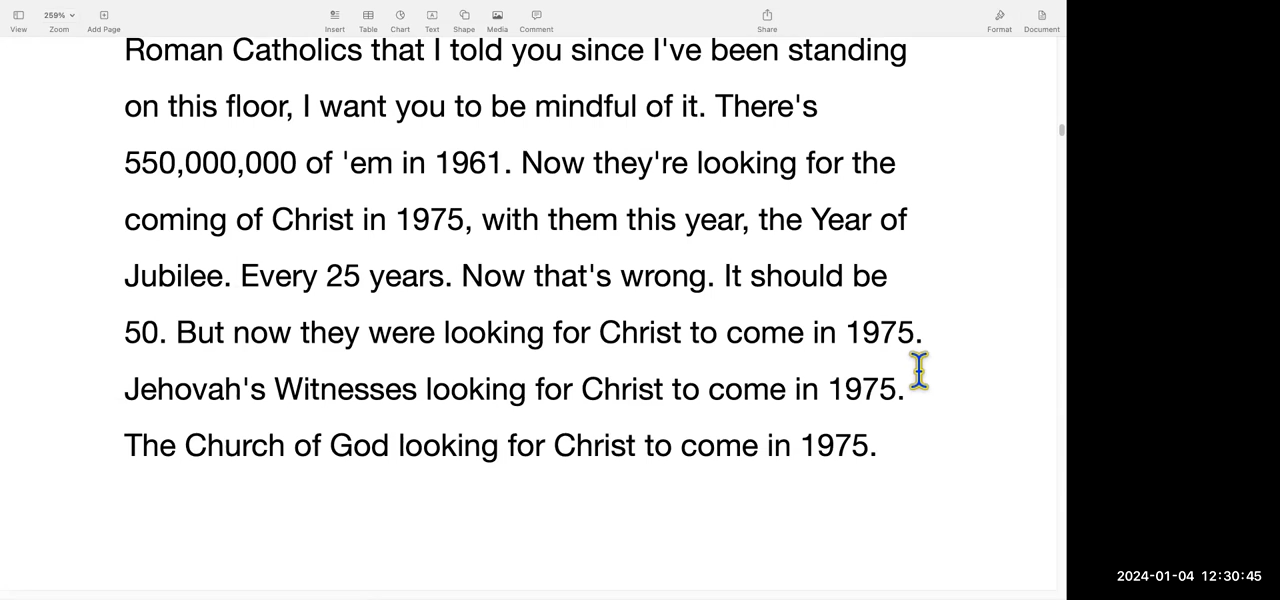 259%
View
Zoom
Add Page
Insert
Table
Chart
Text
Shape
Media
Comment
Share
Format
Document
Roman Catholics that I told you since I've been standing
on this floor, I want you to be mindful of it. There's
550,000,000 of 'em in 1961. Now they're looking for the
coming of Christ in 1975, with them this year, the Year of
Jubilee. Every 25 years. Now that's wrong. It should be
50. But now they were looking for Christ to come in 1975.
Jehovah's Witnesses looking for Christ to come in 1975.
The Church of God looking for Christ to come in 1975.
2024-01-04 12:30:45